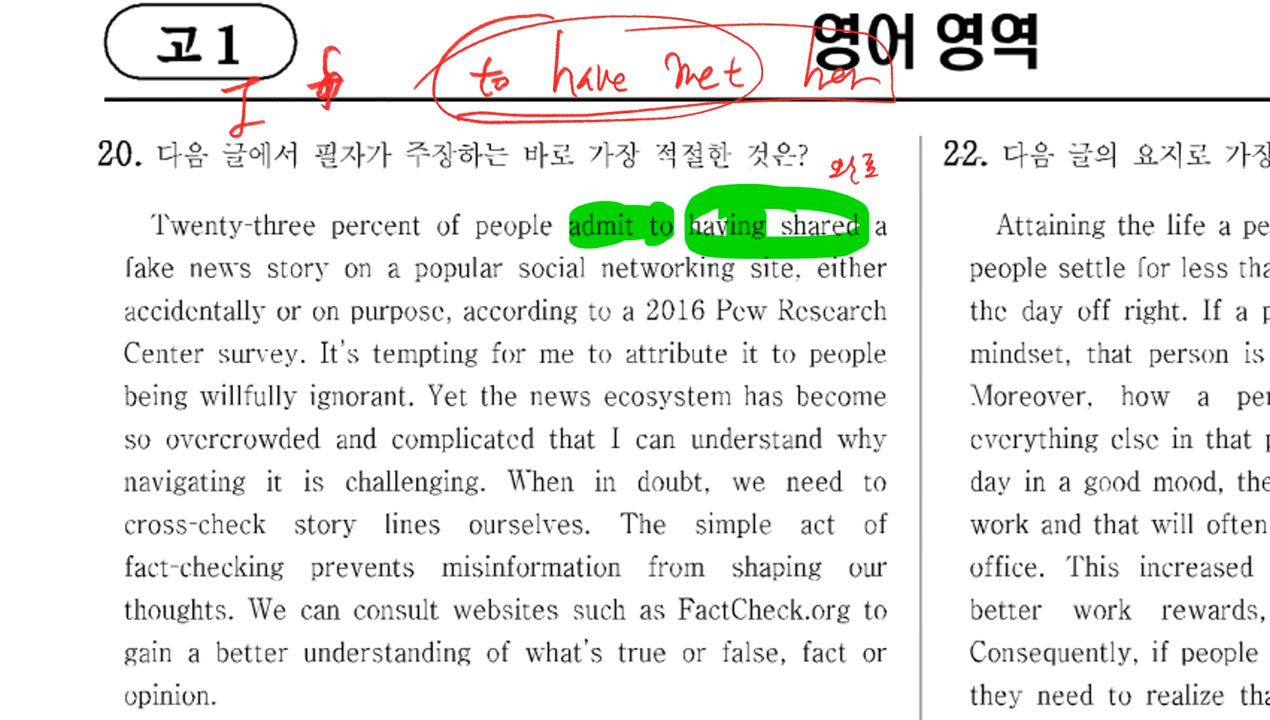 고1
영어 영역
I to have met her
20. 다음 글에서 필자가 주장하는 바로 가장 적절한 것은?
완료
Twenty-three percent of people admit to having shared a
fake news story on a popular social networking site, either
accidentally or on purpose, according to a 2016 Pew Research
Center survey. It's tempting for me to attribute it to people
being willfully ignorant. Yet the news ecosystem has become
so overcrowded and complicated that I can understand why
navigating it is challenging. When in doubt, we need to
cross-check story lines ourselves. The simple act of
fact-checking prevents misinformation from shaping our
thoughts. We can consult websites such as FactCheck.org to
gain a better understanding of what's true or false, fact or
opinion.
22. 다음 글의 요지로 가장
Attaining the life a pe
people settle for less tha
the day off right. If a p
mindset, that person is
Moreover, how a per
everything else in that p
day in a good mood, the
work and that will often
office. This increased
better work rewards,
Consequently, if people
they need to realize tha